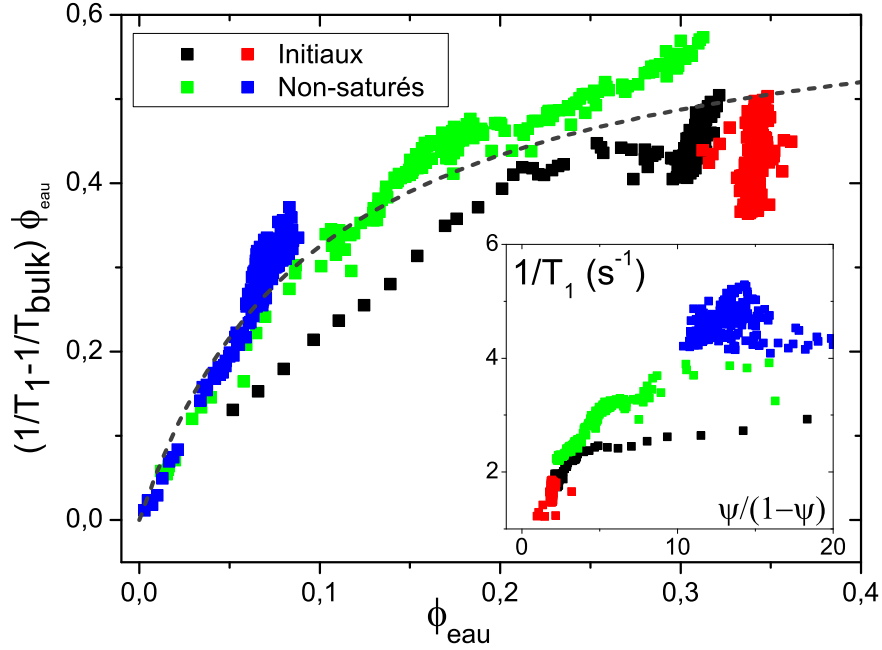 0,6
Initiaux
Non-saturés
0,4
0,2
0,0
(1/T1-1/Tbulk) ϕeau
0,0 0,1 0,2 0,3 0,4
ϕeau
6
1/T1 (s-1)
4
2
ψ/(1−ψ)
0 10 20